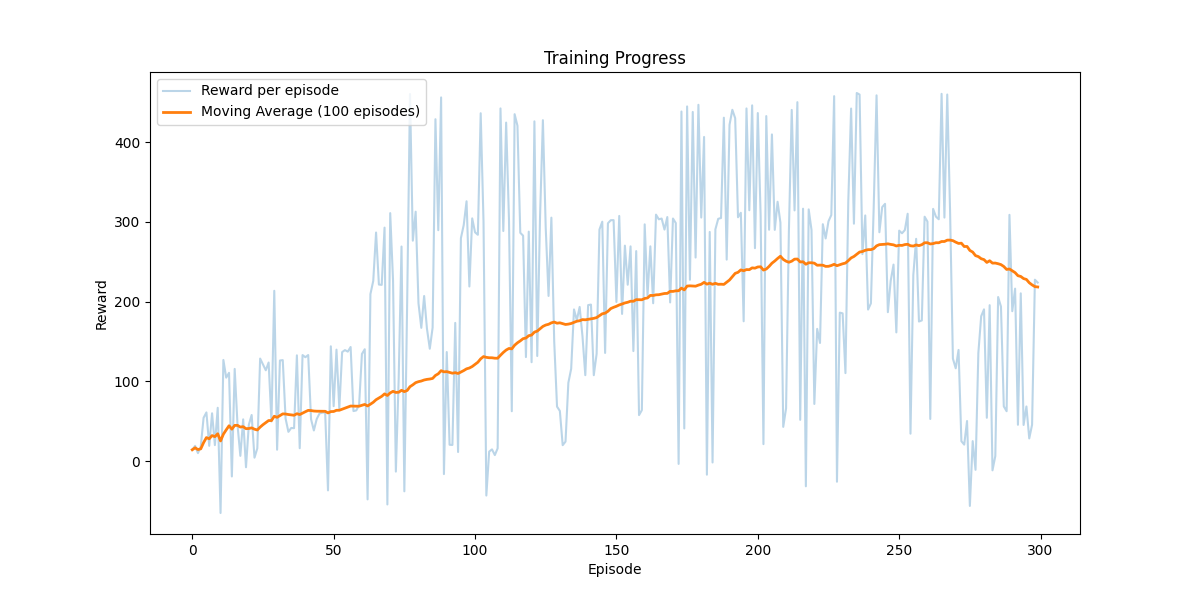 Training Progress
Reward per episode
Moving Average (100 episodes)
Reward
400
300
200
100
0
0 50 100 150 200 250 300
Episode